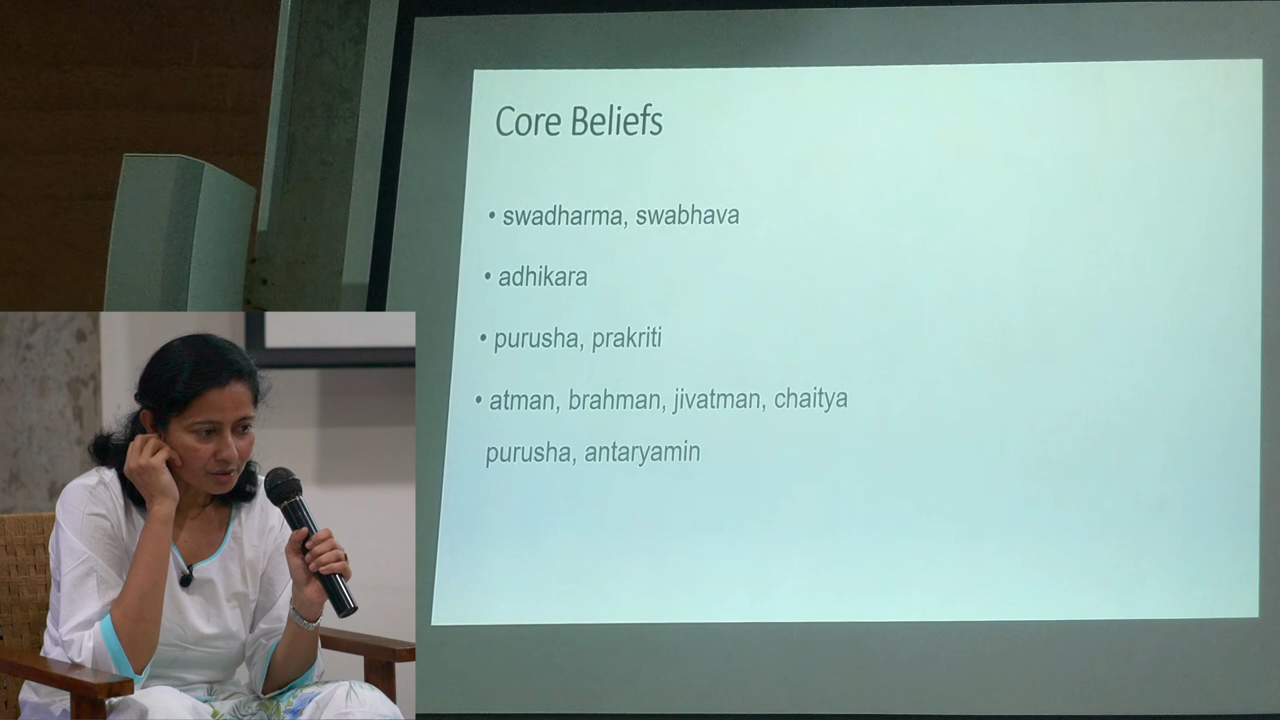 Core Beliefs
• swadharma, swabhava
• adhikara
• purusha, prakriti
• atman, brahman, jivatman, chaitya
purusha, antaryamin